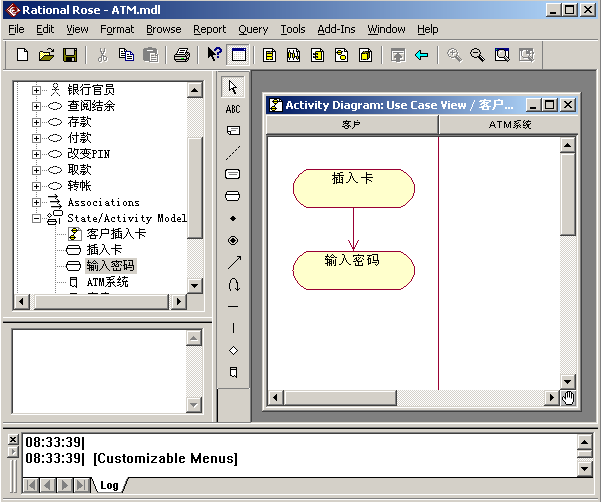 Rational Rose - ATM.mdl
File Edit View Format Browse Report Query Tools Add-Ins Window Help
银行官员
查阅结余
存款
付款
改变PIN
取款
转帐
Associations
State/Activity Model
客户插入卡
插入卡
输入密码
ATM系统
ABC
Activity Diagram: Use Case View / 客户...
客户
ATM系统
插入卡
输入密码
08:33:39|
08:33:39| [Customizable Menus]
Log